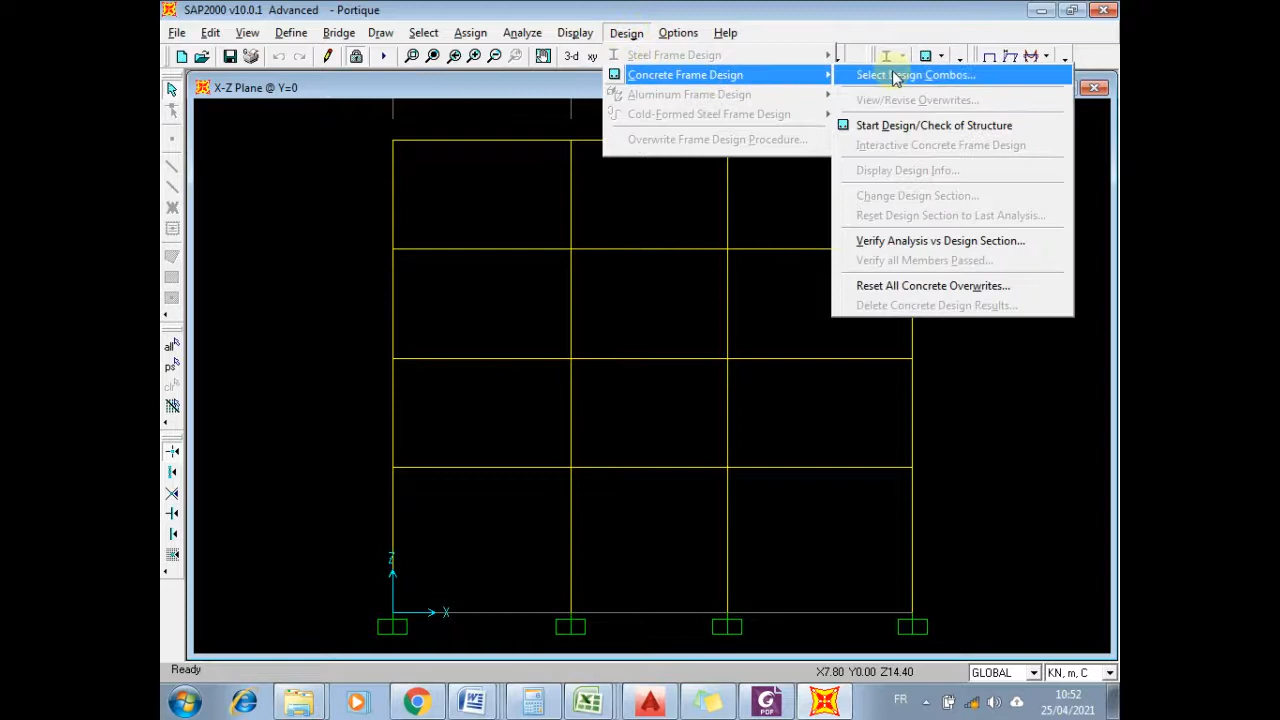 SAP2000 v10.0.1 Advanced - Portique
File Edit View Define Bridge Draw Select Assign Analyze Display Design Options Help
3-d xy
X-Z Plane @ Y=0
Steel Frame Design
Concrete Frame Design
Aluminum Frame Design
Cold-Formed Steel Frame Design
Overwrite Frame Design Procedure...
Select Design Combos...
View/Revise Overwrites...
Start Design/Check of Structure
Interactive Concrete Frame Design
Display Design Info...
Change Design Section...
Reset Design Section to Last Analysis...
Verify Analysis vs Design Section...
Verify all Members Passed...
Reset All Concrete Overwrites...
Delete Concrete Design Results...
all
ps
clr
Z
X
Ready
X7.80 Y0.00 Z14.40
GLOBAL
KN, m, C
PDF
FR
10:52
25/04/2021